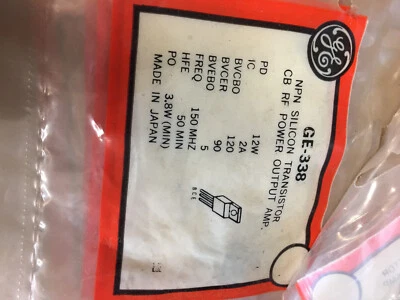 GE
GE-338
NPN SILICON TRANSISTOR
CB RF POWER OUTPUT AMP.
PD 12W
IC 2A
BVCBO 120
BVCER 90
BVEBO 5
FREQ 150 MHZ
HFE 50 MIN
PO 3.8W (MIN)
MADE IN JAPAN
B C E